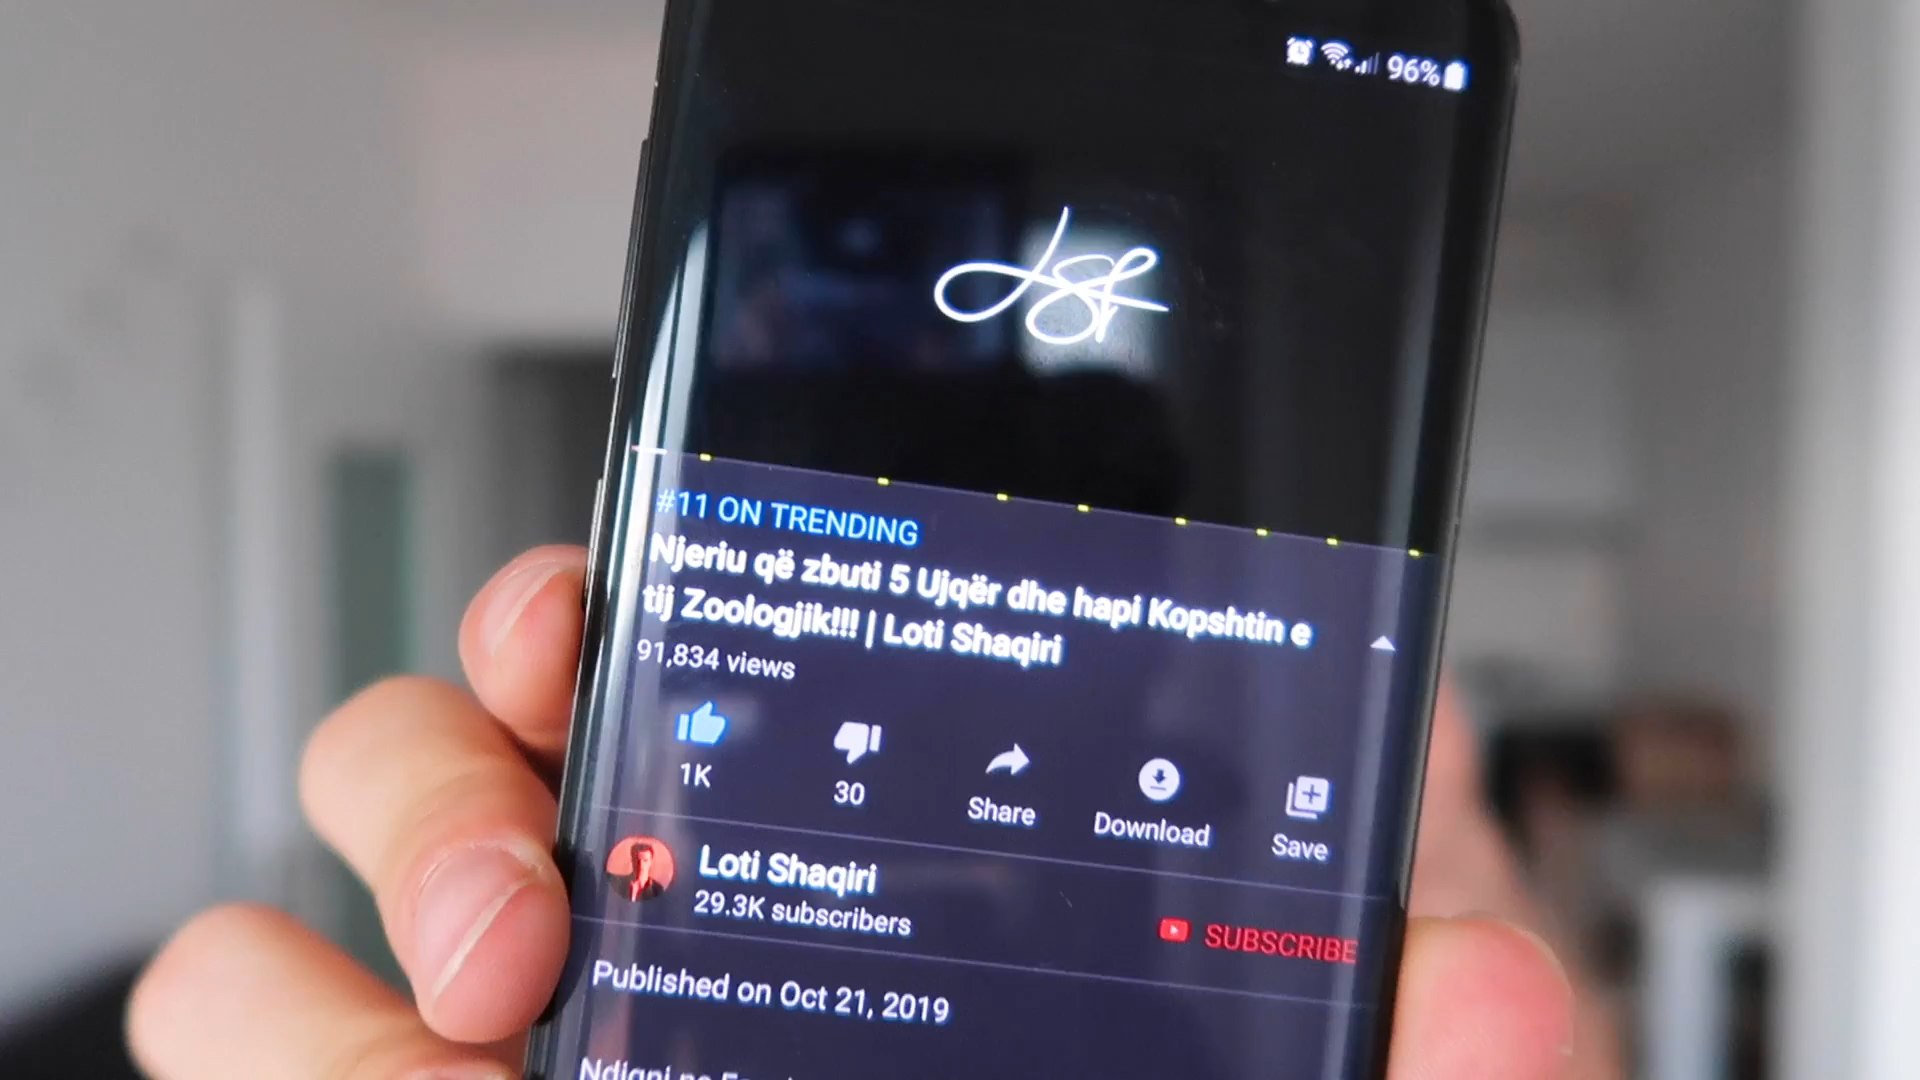 96%
#11 ON TRENDING
Njeriu që zbuti 5 Ujqër dhe hapi Kopshtin e
tij Zoologjik!!! | Loti Shaqiri
91,834 views
1K
30
Share
Download
Save
Loti Shaqiri
29.3K subscribers
SUBSCRIBE
Published on Oct 21, 2019